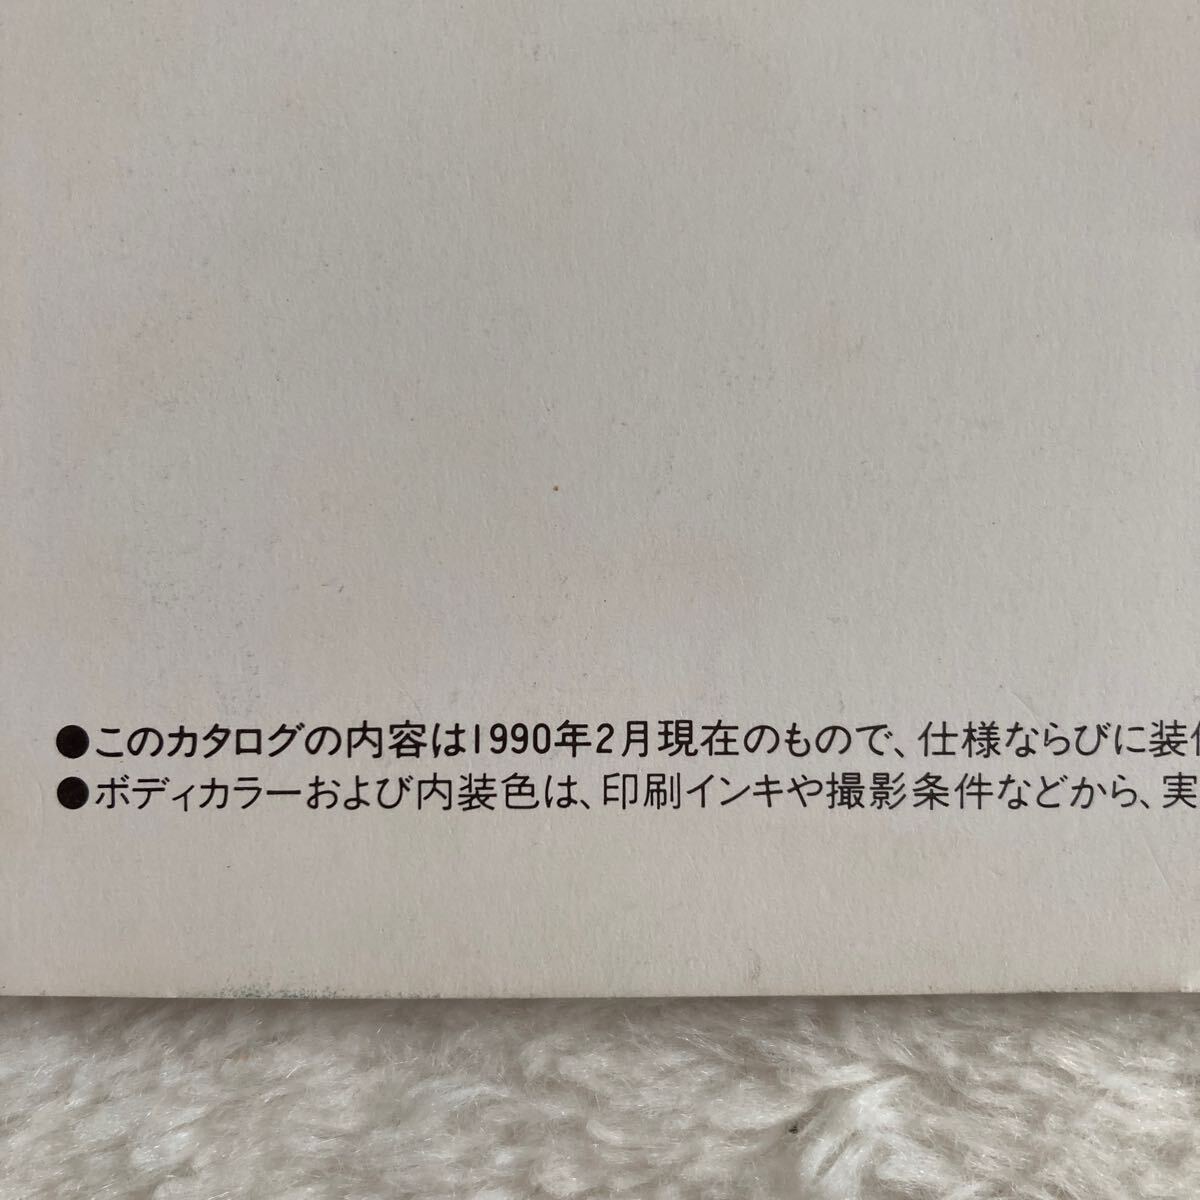 ●このカタログの内容は1990年2月現在のもので、仕様ならびに装
●ボディカラーおよび内装色は、印刷インキや撮影条件などから、実